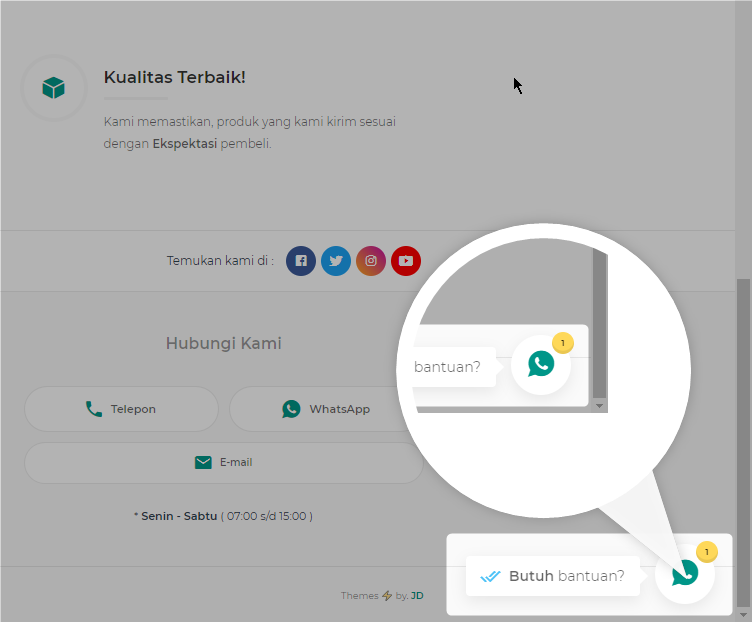 Kualitas Terbaik!
Kami memastikan, produk yang kami kirim sesuai
dengan Ekspektasi pembeli.
Temukan kami di :
Hubungi Kami
1
bantuan?
Telepon
WhatsApp
E-mail
* Senin - Sabtu ( 07:00 s/d 15:00 )
1
Butuh bantuan?
Themes ⚡ by. JD